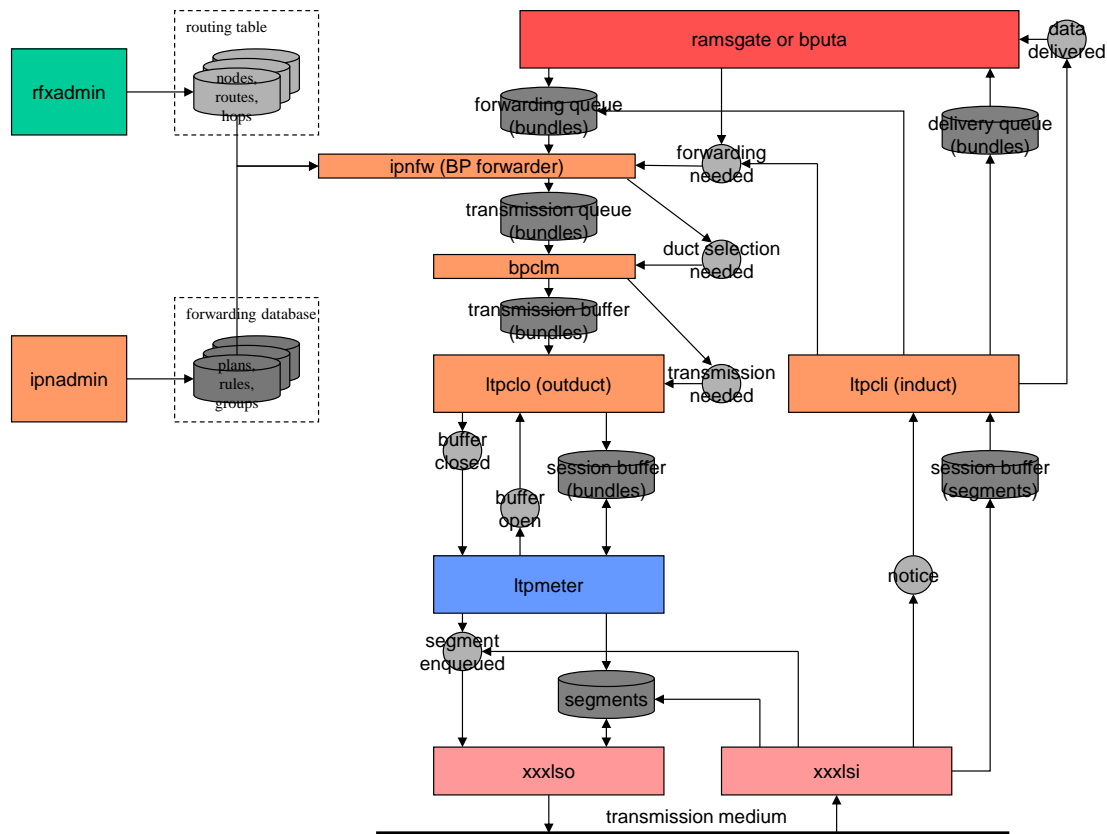 routing table
ramsgate or bputa
data
delivered
rfxadmin
nodes,
routes,
hops
forwarding queue
(bundles)
delivery queue
(bundles)
ipnfw (BP forwarder)
forwarding
needed
transmission queue
(bundles)
duct selection
needed
bpclm
transmission buffer
(bundles)
forwarding database
ipnadmin
plans,
rules,
groups
ltpclo (outduct)
transmission
needed
ltpcli (induct)
buffer
closed
session buffer
(bundles)
session buffer
(segments)
buffer
open
ltpmeter
notice
segment
enqueued
segments
xxxlso
xxxlsi
transmission medium